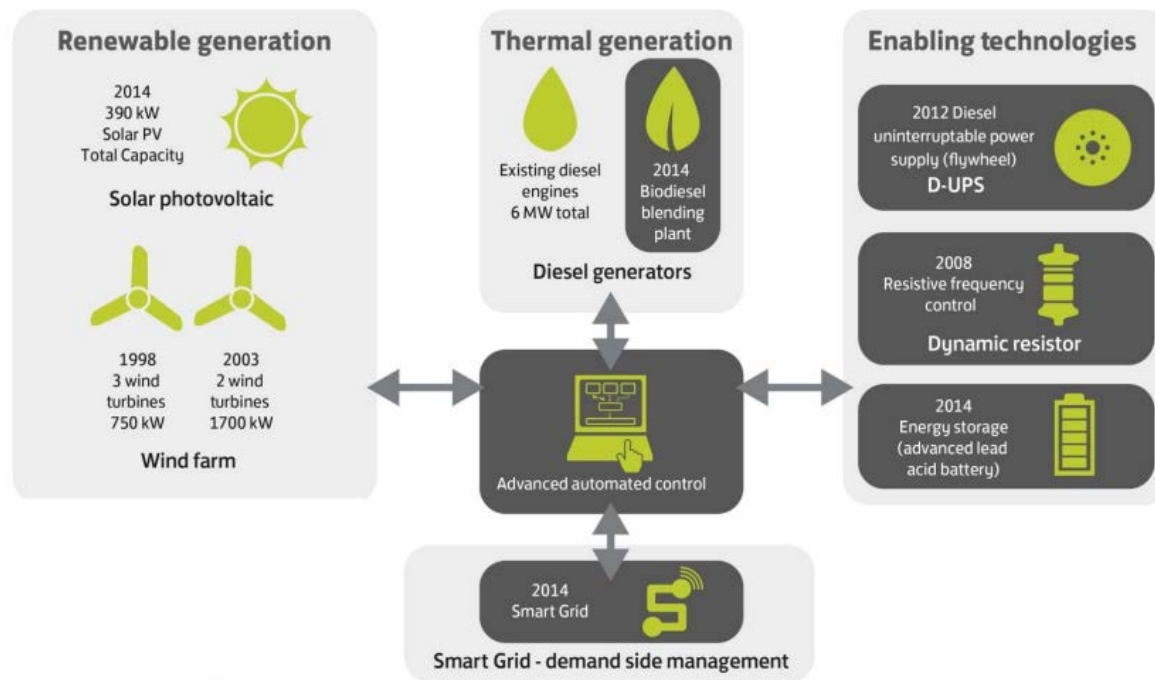 Renewable generation
2014
390 kW
Solar PV
Total Capacity
Solar photovoltaic
1998
3 wind
turbines
750 kW
2003
2 wind
turbines
1700 kW
Wind farm
Thermal generation
Existing diesel
engines
6 MW total
2014
Biodiesel
blending
plant
Diesel generators
Advanced automated control
2014
Smart Grid
Smart Grid - demand side management
Enabling technologies
2012 Diesel
uninterruptable power
supply (flywheel)
D-UPS
2008
Resistive frequency
control
Dynamic resistor
2014
Energy storage
(advanced lead
acid battery)